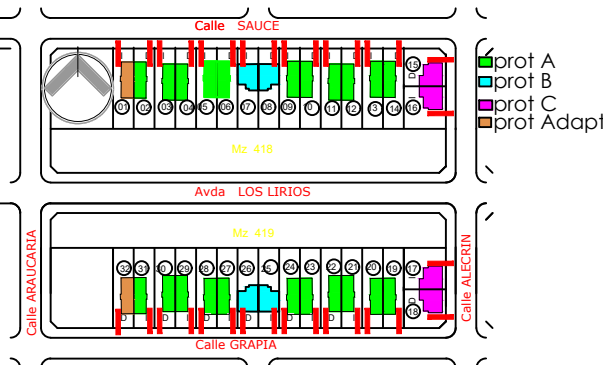 Calle SAUCE
prot A
prot B
prot C
prot Adapt
15
01 02 03 04 05 06 07 08 09 10 11 12 13 14 16
Mz 418
Avda LOS LIRIOS
Mz 419
32 31 30 29 28 27 26 25 24 23 22 21 20 19 17
18
Calle ARAUCARIA
Calle ALECRIN
Calle GRAPIA